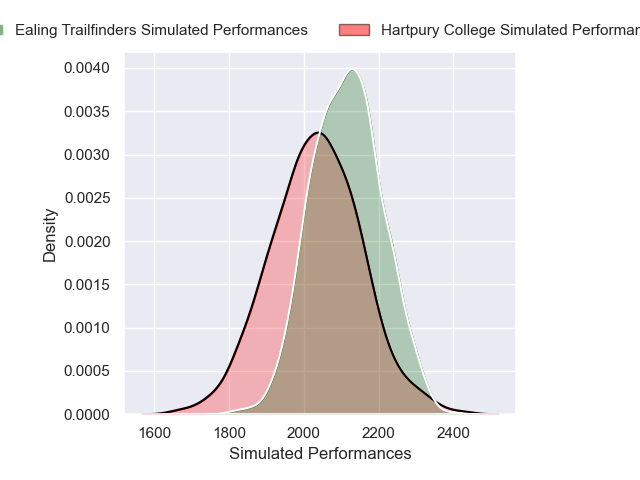 Ealing Trailfinders Simulated Performances
Hartpury College Simulated
0.0040
0.0035
0.0030
0.0025
0.0020
0.0015
0.0010
0.0005
0.0000
Density
1600 1800 2000 2200 2400
Simulated Performances